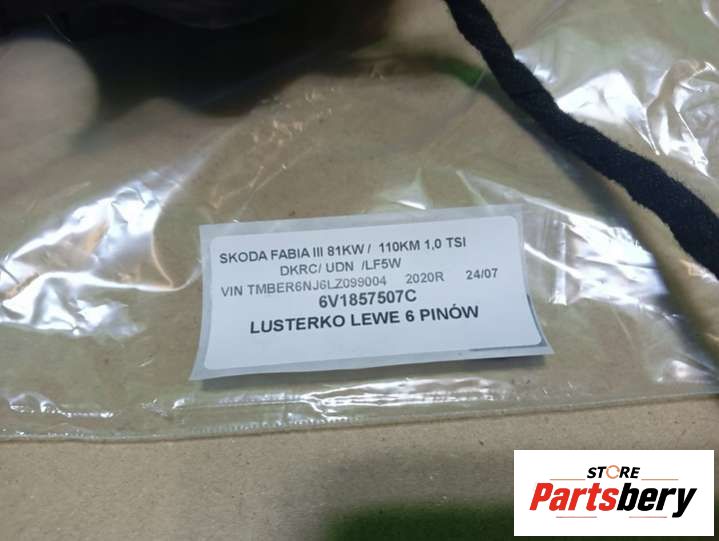 SKODA FABIA III 81KW / 110KM 1,0 TSI
DKRC/ UDN /LF5W
VIN TMBER6NJ6LZ099004 2020R 24/07
6V1857507C
LUSTERKO LEWE 6 PINÓW
STORE
Partsbery